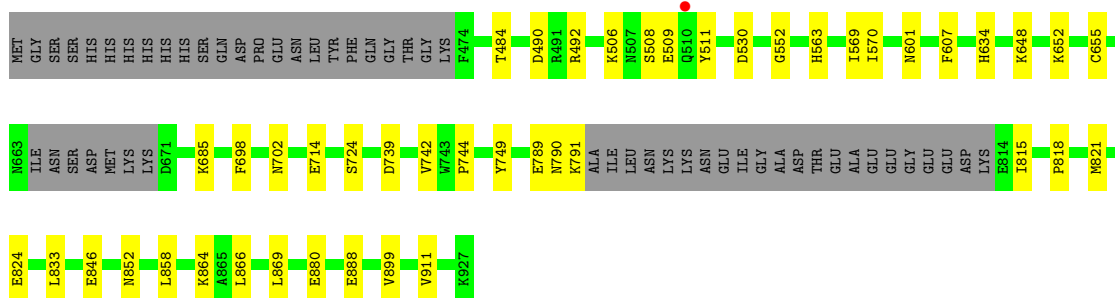 MET GLY SER SER HIS HIS HIS HIS HIS HIS SER GLN ASP PRO GLU ASN LEU TYR PHE GLN GLY THR GLY LYS F474 T484 D490 R491 R492 K506 N507 S508 E509 Q510 Y511 D530 G552 H563 I569 I570 N601 F607 H634 K648 K652 C655
N663 ILE ASN SER ASP MET LYS LYS D671 K685 F698 N702 E714 S724 D739 V742 W743 P744 Y749 E789 N790 K791 ALA ILE LEU ASN LYS LYS ASN GLU ILE GLY ALA ASP THR GLU ALA GLU GLU GLY GLU GLU ASP LYS E814 I815 P818 M821
E824 L833 E846 N852 L858 K864 A865 L866 L869 E880 E888 V899 V911 K927